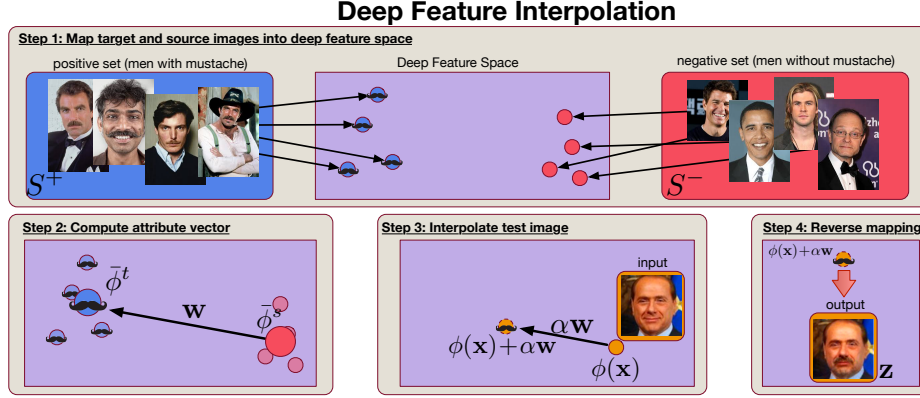 Deep Feature Interpolation
Step 1: Map target and source images into deep feature space
positive set (men with mustache)
Deep Feature Space
negative set (men without mustache)
S⁺
S⁻
Step 2: Compute attribute vector
ϕ̄ᵗ
w
ϕ̄ˢ
Step 3: Interpolate test image
input
αw
ϕ(x)+αw
ϕ(x)
Step 4: Reverse mapping
ϕ(x)+αw
output
z